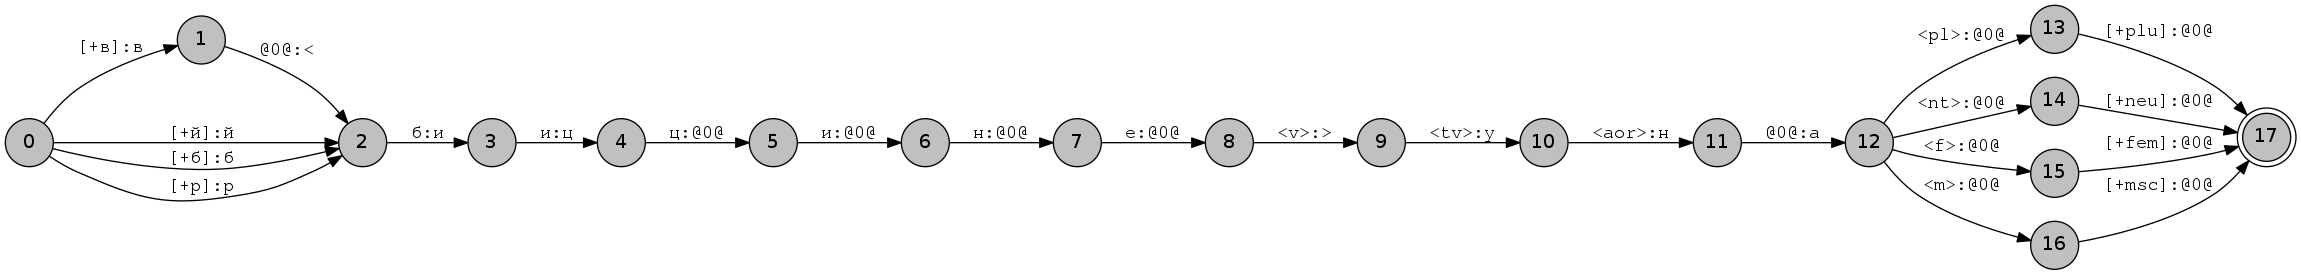 0
[+в]:в
1
@0@:<
[+й]:й
[+б]:б
[+р]:р
2
б:и
3
и:ц
4
ц:@0@
5
и:@0@
6
н:@0@
7
е:@0@
8
<v>:>
9
<tv>:у
10
<aor>:н
11
@0@:а
12
<pl>:@0@
13
[+plu]:@0@
<nt>:@0@
14
[+neu]:@0@
<f>:@0@
15
[+fem]:@0@
<m>:@0@
16
[+msc]:@0@
17